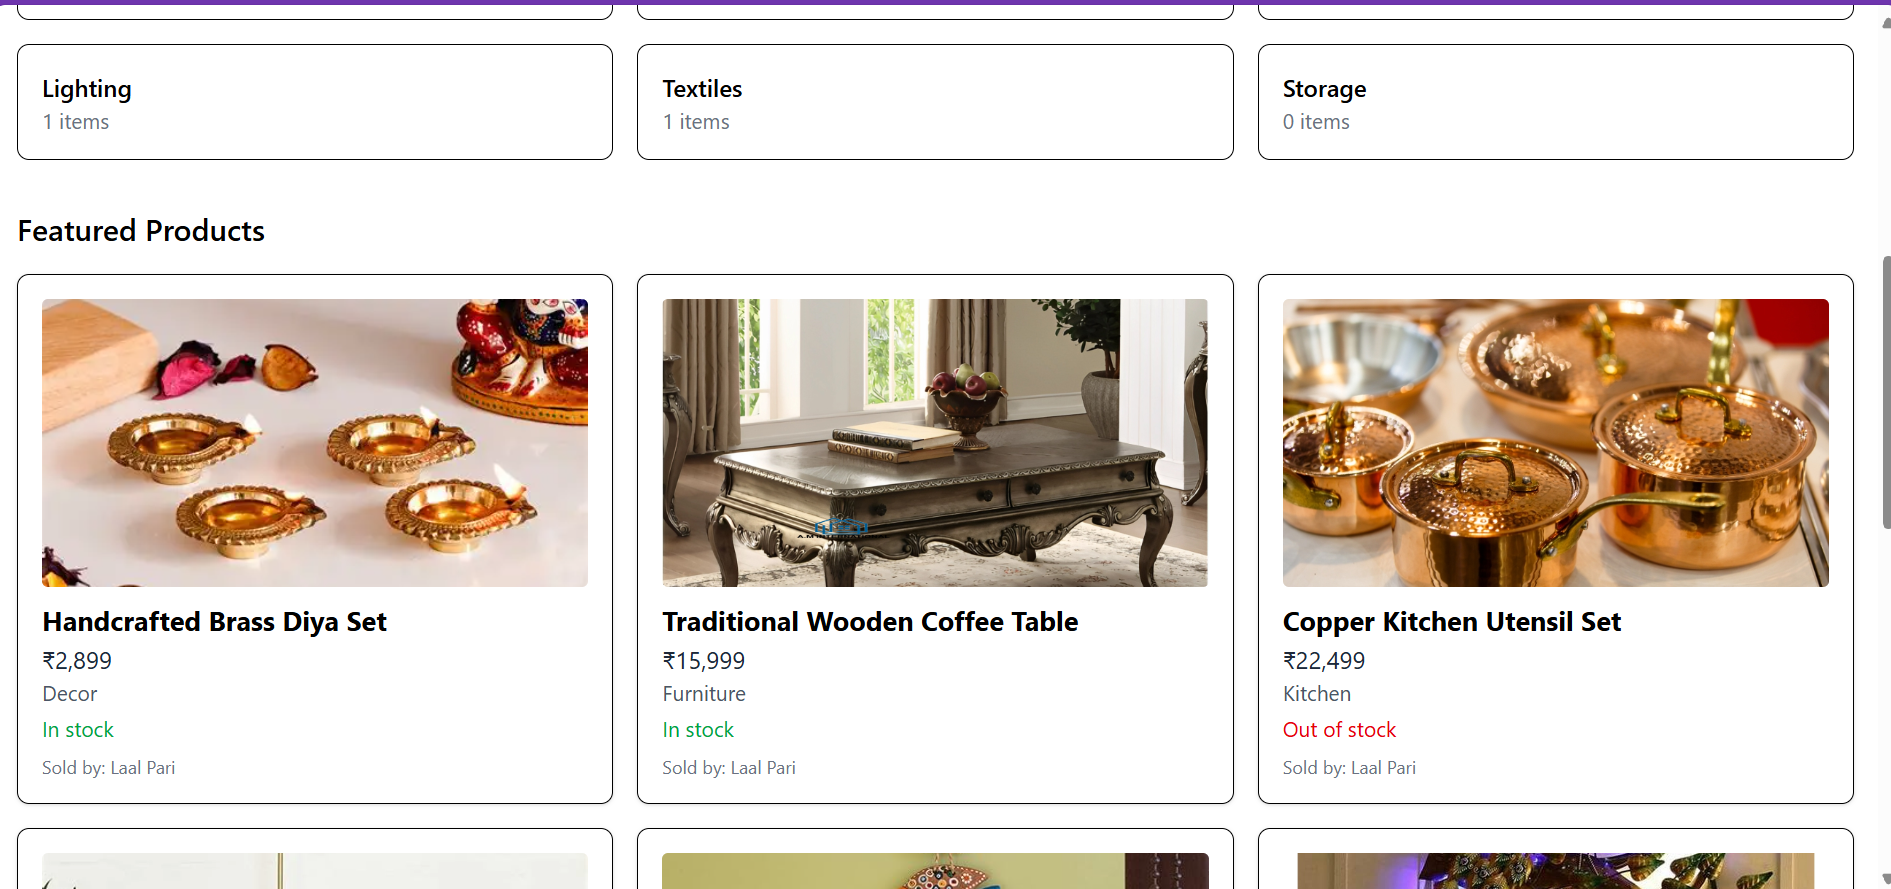 Lighting
1 items
Textiles
1 items
Storage
0 items
Featured Products
Handcrafted Brass Diya Set
₹2,899
Decor
In stock
Sold by: Laal Pari
Traditional Wooden Coffee Table
₹15,999
Furniture
In stock
Sold by: Laal Pari
Copper Kitchen Utensil Set
₹22,499
Kitchen
Out of stock
Sold by: Laal Pari